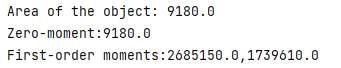 Area of the object: 9180.0
Zero-moment:9180.0
First-order moments:2685150.0,1739610.0